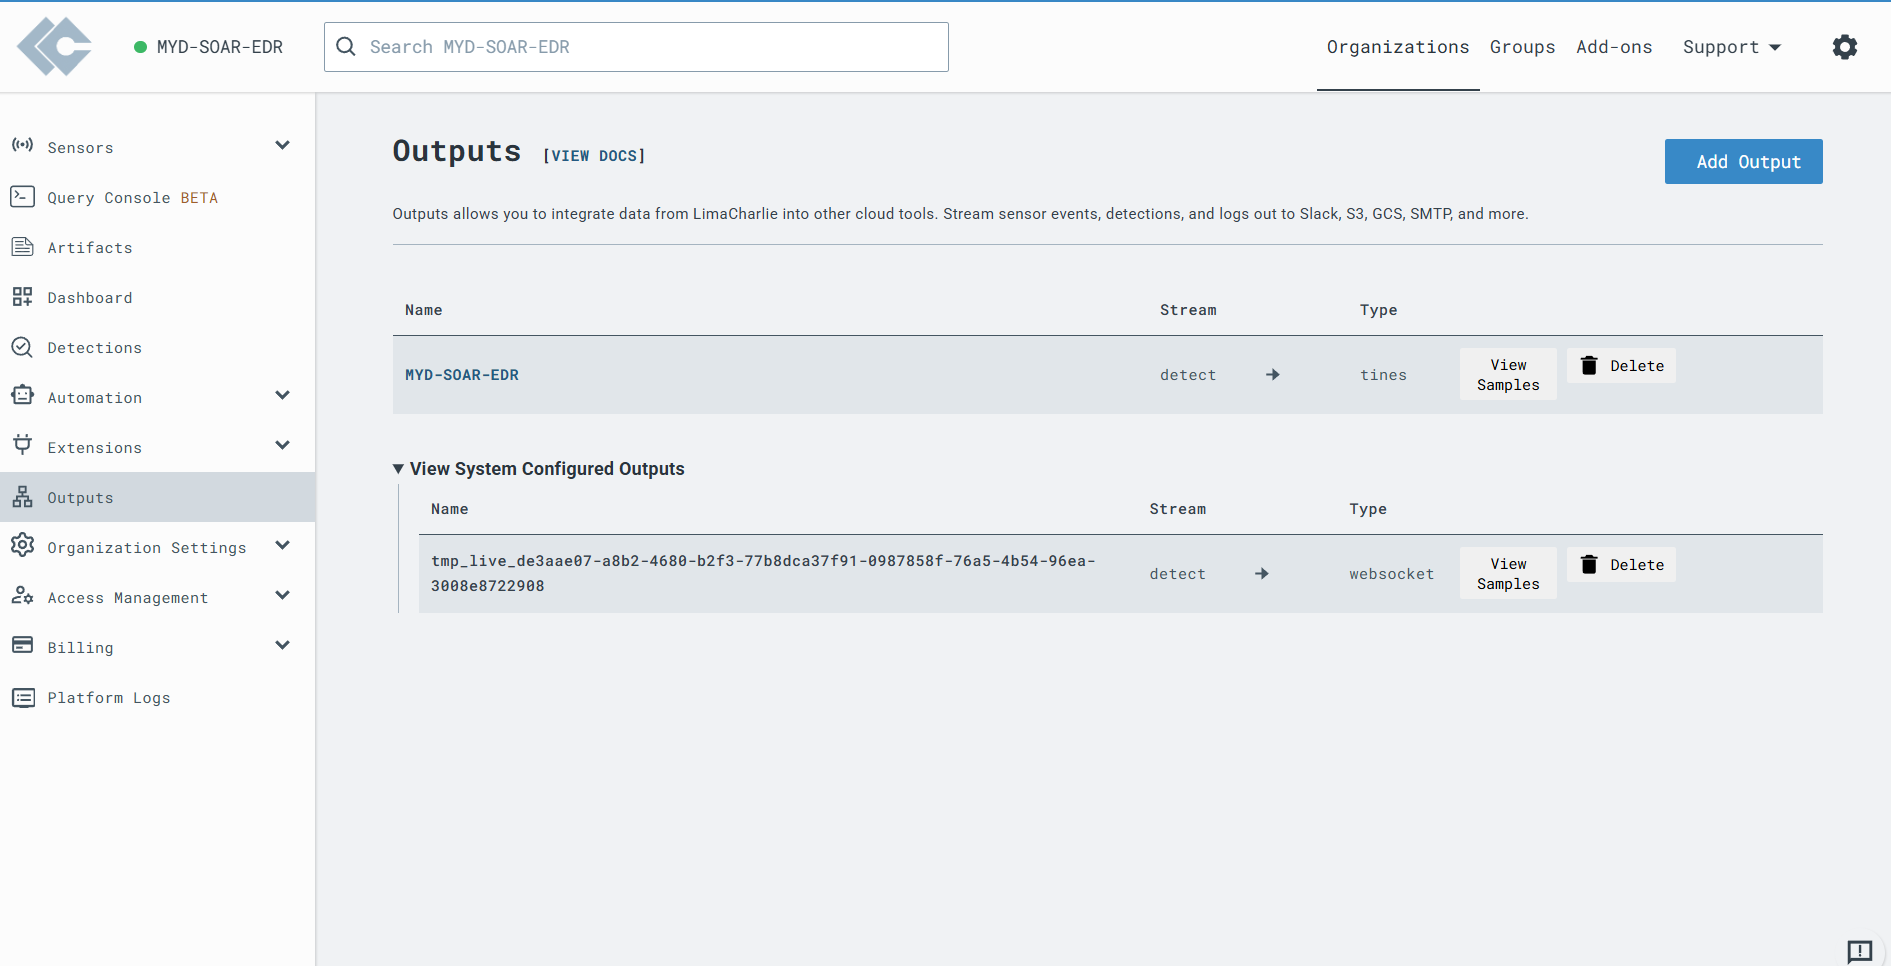 MYD-SOAR-EDR
Search MYD-SOAR-EDR
Organizations
Groups
Add-ons
Support
Sensors
Query Console BETA
Artifacts
Dashboard
Detections
Automation
Extensions
Outputs
Organization Settings
Access Management
Billing
Platform Logs
Outputs [VIEW DOCS]
Add Output
Outputs allows you to integrate data from LimaCharlie into other cloud tools. Stream sensor events, detections, and logs out to Slack, S3, GCS, SMTP, and more.
Name Stream Type
MYD-SOAR-EDR detect tines
View
Samples
Delete
View System Configured Outputs
Name Stream Type
tmp_live_de3aae07-a8b2-4680-b2f3-77b8dca37f91-0987858f-76a5-4b54-96ea-
3008e8722908
detect websocket
View
Samples
Delete